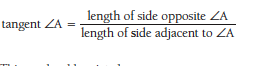 tangent ∠A = length of side opposite ∠A
length of side adjacent to ∠A